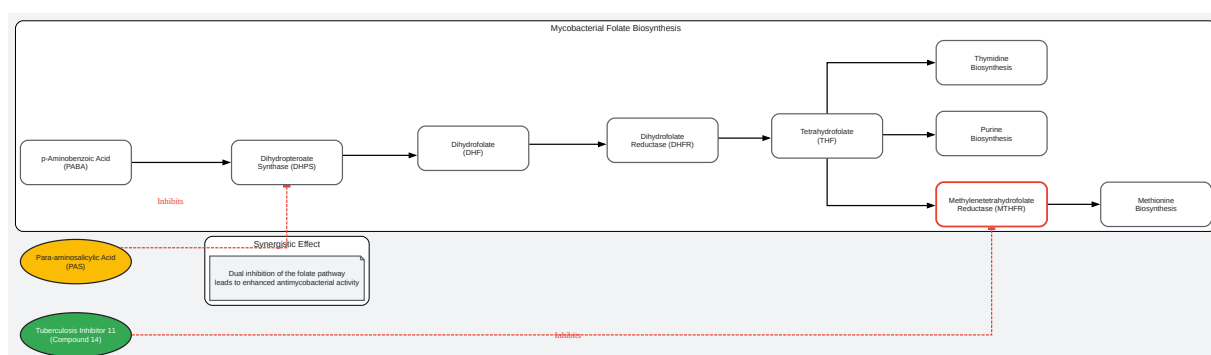 Mycobacterial Folate Biosynthesis
Thymidine
Biosynthesis
p-Aminobenzoic Acid
(PABA)
Dihydropteroate
Synthase (DHPS)
Dihydrofolate
(DHF)
Dihydrofolate
Reductase (DHFR)
Tetrahydrofolate
(THF)
Purine
Biosynthesis
Methylenetetrahydrofolate
Reductase (MTHFR)
Methionine
Biosynthesis
Inhibits
Para-aminosalicylic Acid
(PAS)
Synergistic Effect
Dual inhibition of the folate pathway
leads to enhanced antimycobacterial activity
Tuberculosis Inhibitor 11
(Compound 14)
Inhibits